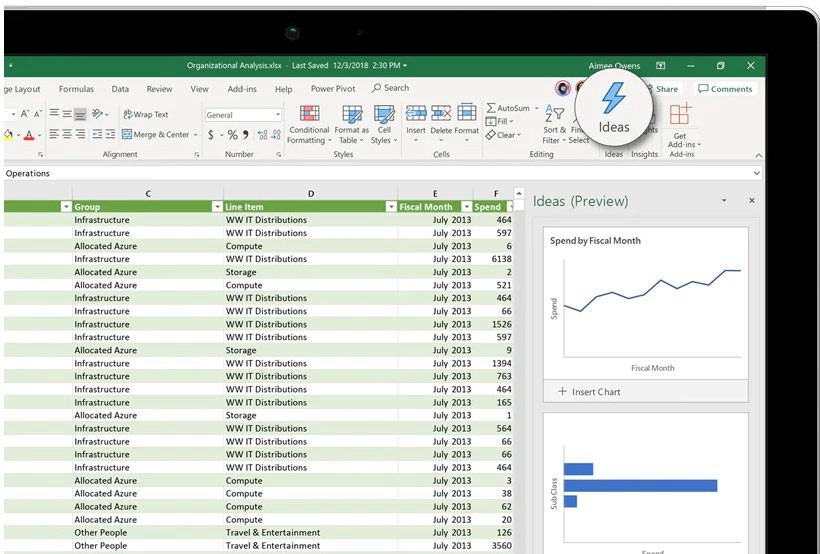 Organizational Analysis.xlsx - Last Saved 12/3/2018 2:30 PM
Aimee Owens
ge Layout Formulas Data Review View Add-ins Help Power Pivot Search Share Comments
Wrap Text
Merge & Center
Alignment
General
$ % ,
Number
Conditional Formatting
Format as Table
Cell Styles
Styles
Insert Delete Format
Cells
AutoSum
Fill
Clear
Sort & Filter
Select
Editing
Ideas
Ideas
Insights
Get Add-ins
Add-ins
Operations
C D E F
Group Line Item Fiscal Month Spend
Infrastructure WW IT Distributions July 2013 464
Infrastructure WW IT Distributions July 2013 597
Allocated Azure Compute July 2013 6
Infrastructure WW IT Distributions July 2013 6138
Allocated Azure Storage July 2013 2
Allocated Azure Compute July 2013 521
Infrastructure WW IT Distributions July 2013 464
Infrastructure WW IT Distributions July 2013 66
Infrastructure WW IT Distributions July 2013 1526
Infrastructure WW IT Distributions July 2013 597
Allocated Azure Storage July 2013 9
Infrastructure WW IT Distributions July 2013 1394
Infrastructure WW IT Distributions July 2013 763
Infrastructure WW IT Distributions July 2013 464
Infrastructure WW IT Distributions July 2013 165
Allocated Azure Storage July 2013 1
Infrastructure WW IT Distributions July 2013 564
Infrastructure WW IT Distributions July 2013 66
Infrastructure WW IT Distributions July 2013 66
Infrastructure WW IT Distributions July 2013 464
Allocated Azure Compute July 2013 3
Allocated Azure Compute July 2013 38
Allocated Azure Compute July 2013 62
Allocated Azure Compute July 2013 20
Other People Travel & Entertainment July 2013 126
Other People Travel & Entertainment July 2013 3560
Ideas (Preview)
Spend by Fiscal Month
Spend
Fiscal Month
+ Insert Chart
SubClass
Spend